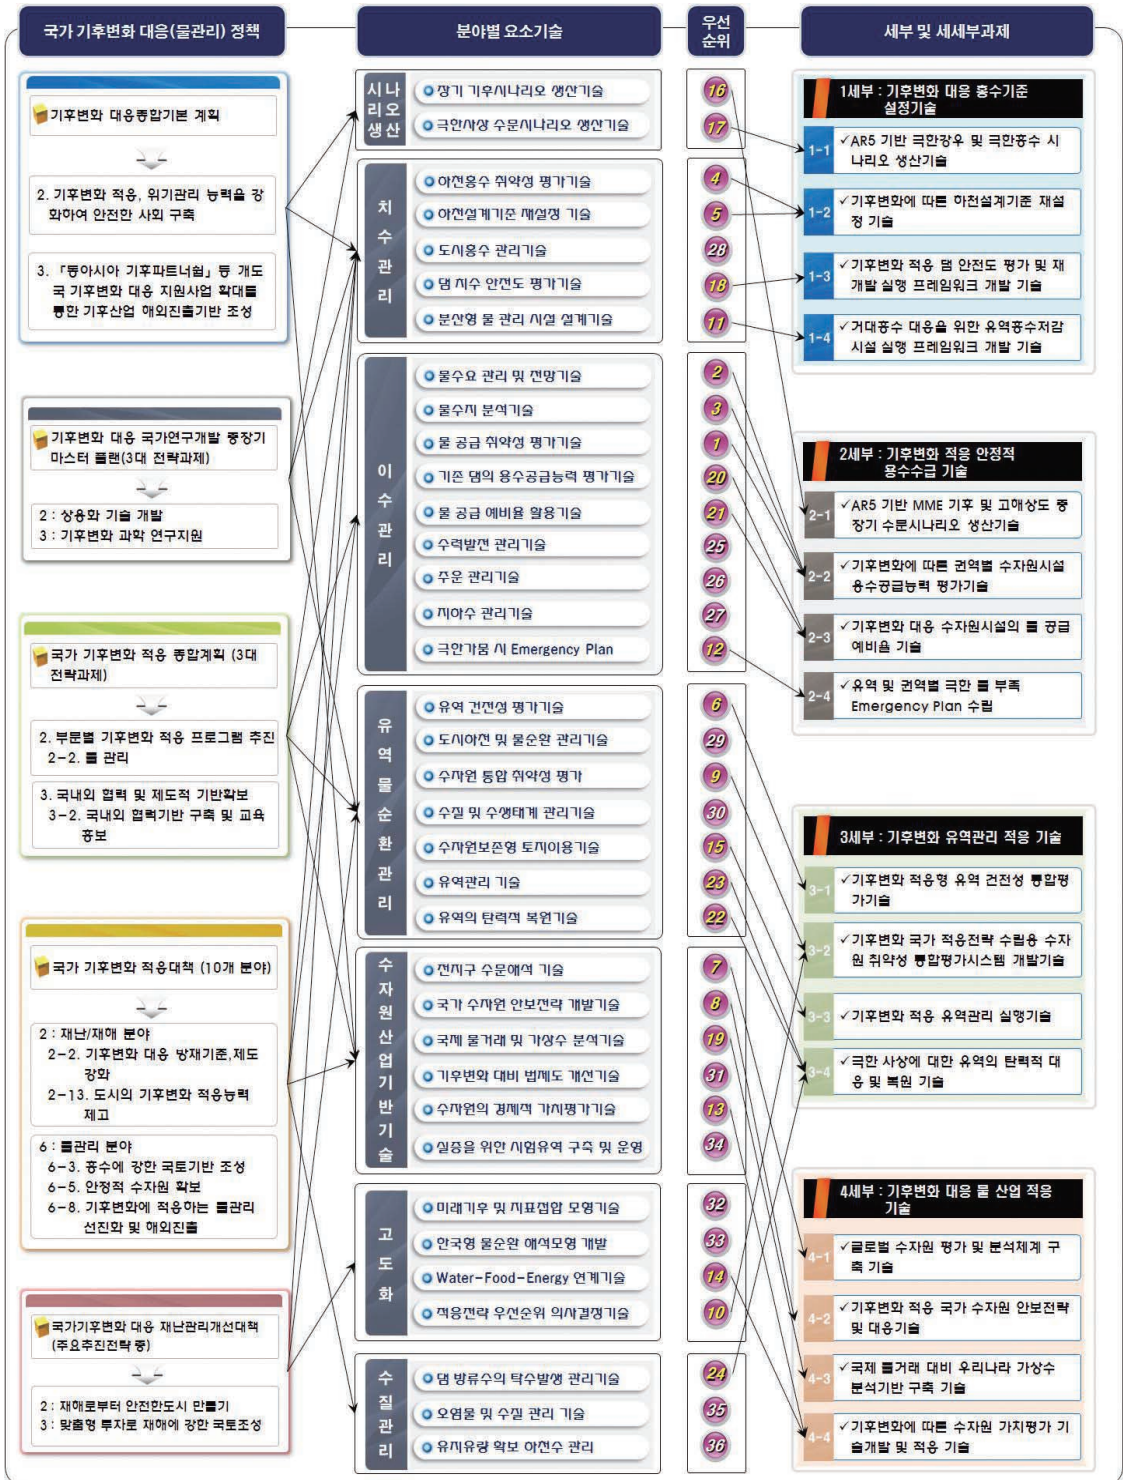 국가 기후변화 대응(물관리) 정책
기후변화 대응종합기본 계획
2. 기후변화 적응, 위기관리 능력을 강
화하여 안전한 사회 구축
3. 「동아시아 기후파트너쉽」 등 개도
국 기후변화 대응 지원사업 확대를
통한 기후산업 해외진출기반 조성
기후변화 대응 국가연구개발 중장기
마스터 플랜(3대 전략과제)
2 : 상용화 기술 개발
3 : 기후변화 과학 연구지원
국가 기후변화 적응 종합계획 (3대
전략과제)
2. 부문별 기후변화 적응 프로그램 추진
2-2. 물 관리
3. 국내외 협력 및 제도적 기반확보
3-2. 국내외 협력기반 구축 및 교육
홍보
국가 기후변화 적응대책 (10개 분야)
2 : 재난/재해 분야
2-2. 기후변화 대응 방재기준,제도
강화
2-13. 도시의 기후변화 적응능력
제고
6 : 물관리 분야
6-3. 홍수에 강한 국토기반 조성
6-5. 안정적 수자원 확보
6-8. 기후변화에 적응하는 물관리
선진화 및 해외진출
국가기후변화 대응 재난관리개선대책
(주요추진전략 중)
2 : 재해로부터 안전한도시 만들기
3 : 맞춤형 투자로 재해에 강한 국토조성
분야별 요소기술
시나
리오
생산
장기 기후시나리오 생산기술
극한사상 수문시나리오 생산기술
치
수
관
리
하천홍수 취약성 평가기술
하천설계기준 재설정 기술
도시홍수 관리기술
댐 치수 안전도 평가기술
분산형 물 관리 시설 설계기술
이
수
관
리
물수요 관리 및 전망기술
물수지 분석기술
물 공급 취약성 평가기술
기존 댐의 용수공급능력 평가기술
물 공급 예비율 활용기술
수력발전 관리기술
주운 관리기술
지하수 관리기술
극한가뭄 시 Emergency Plan
유
역
물
순
환
관
리
유역 건전성 평가기술
도시하천 및 물순환 관리기술
수자원 통합 취약성 평가
수질 및 수생태계 관리기술
수자원보존형 토지이용기술
유역관리 기술
유역의 탄력적 복원기술
수
자
원
산
업
기
반
기
술
전지구 수문해석 기술
국가 수자원 안보전략 개발기술
국제 물거래 및 가상수 분석기술
기후변화 대비 법제도 개선기술
수자원의 경제적 가치평가기술
실증을 위한 시험유역 구축 및 운영
고
도
화
미래기후 및 지표접합 모형기술
한국형 물순환 해석모형 개발
Water-Food-Energy 연계기술
적응전략 우선순위 의사결정기술
수
질
관
리
댐 방류수의 탁수발생 관리기술
오염물 및 수질 관리 기술
유지유량 확보 하천수 관리
우선
순위
16
17
4
5
28
18
11
2
3
1
20
21
25
26
27
12
6
29
9
30
15
23
22
7
8
19
31
13
34
32
33
14
10
24
35
36
세부 및 세세부과제
1세부 : 기후변화 대응 홍수기준
설정기술
1-1 ✓AR5 기반 극한강우 및 극한홍수 시
나리오 생산기술
1-2 ✓기후변화에 따른 하천설계기준 재설
정 기술
1-3 ✓기후변화 적응 댐 안전도 평가 및 재
개발 실행 프레임워크 개발 기술
1-4 ✓거대홍수 대응을 위한 유역홍수저감
시설 실행 프레임워크 개발 기술
2세부 : 기후변화 적응 안정적
용수수급 기술
2-1 ✓AR5 기반 MME 기후 및 고해상도 중
장기 수문시나리오 생산기술
2-2 ✓기후변화에 따른 권역별 수자원시설
용수공급능력 평가기술
2-3 ✓기후변화 대응 수자원시설의 물 공급
예비율 기술
2-4 ✓유역 및 권역별 극한 물 부족
Emergency Plan 수립
3세부 : 기후변화 유역관리 적응 기술
3-1 ✓기후변화 적응형 유역 건전성 통합평
가기술
3-2 ✓기후변화 국가 적응전략 수립용 수자
원 취약성 통합평가시스템 개발기술
3-3 ✓기후변화 적응 유역관리 실행기술
3-4 ✓극한 사상에 대한 유역의 탄력적 대
응 및 복원 기술
4세부 : 기후변화 대응 물 산업 적응
기술
4-1 ✓글로벌 수자원 평가 및 분석체계 구
축 기술
4-2 ✓기후변화 적응 국가 수자원 안보전략
및 대응기술
4-3 ✓국제 물거래 대비 우리나라 가상수
분석기반 구축 기술
4-4 ✓기후변화에 따른 수자원 가치평가 기
술개발 및 적용 기술